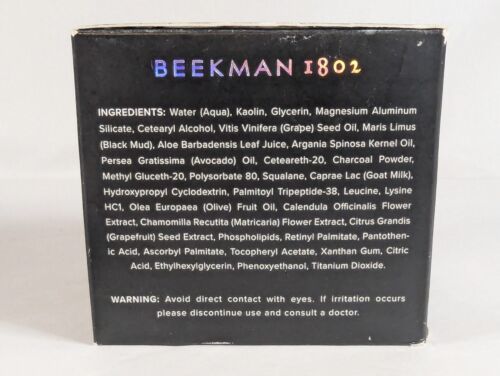 BEEKMAN 1802
INGREDIENTS: Water (Aqua), Kaolin, Glycerin, Magnesium Aluminum
Silicate, Cetearyl Alcohol, Vitis Vinifera (Grape) Seed Oil, Maris Limus
(Black Mud), Aloe Barbadensis Leaf Juice, Argania Spinosa Kernel Oil,
Persea Gratissima (Avocado) Oil, Ceteareth-20, Charcoal Powder,
Methyl Gluceth-20, Polysorbate 80, Squalane, Caprae Lac (Goat Milk),
Hydroxypropyl Cyclodextrin, Palmitoyl Tripeptide-38, Leucine, Lysine
HC1, Olea Europaea (Olive) Fruit Oil, Calendula Officinalis Flower
Extract, Chamomilla Recutita (Matricaria) Flower Extract, Citrus Grandis
(Grapefruit) Seed Extract, Phospholipids, Retinyl Palmitate, Pantothen-
ic Acid, Ascorbyl Palmitate, Tocopheryl Acetate, Xanthan Gum, Citric
Acid, Ethylhexylglycerin, Phenoxyethanol, Titanium Dioxide.
WARNING: Avoid direct contact with eyes. If irritation occurs
please discontinue use and consult a doctor.